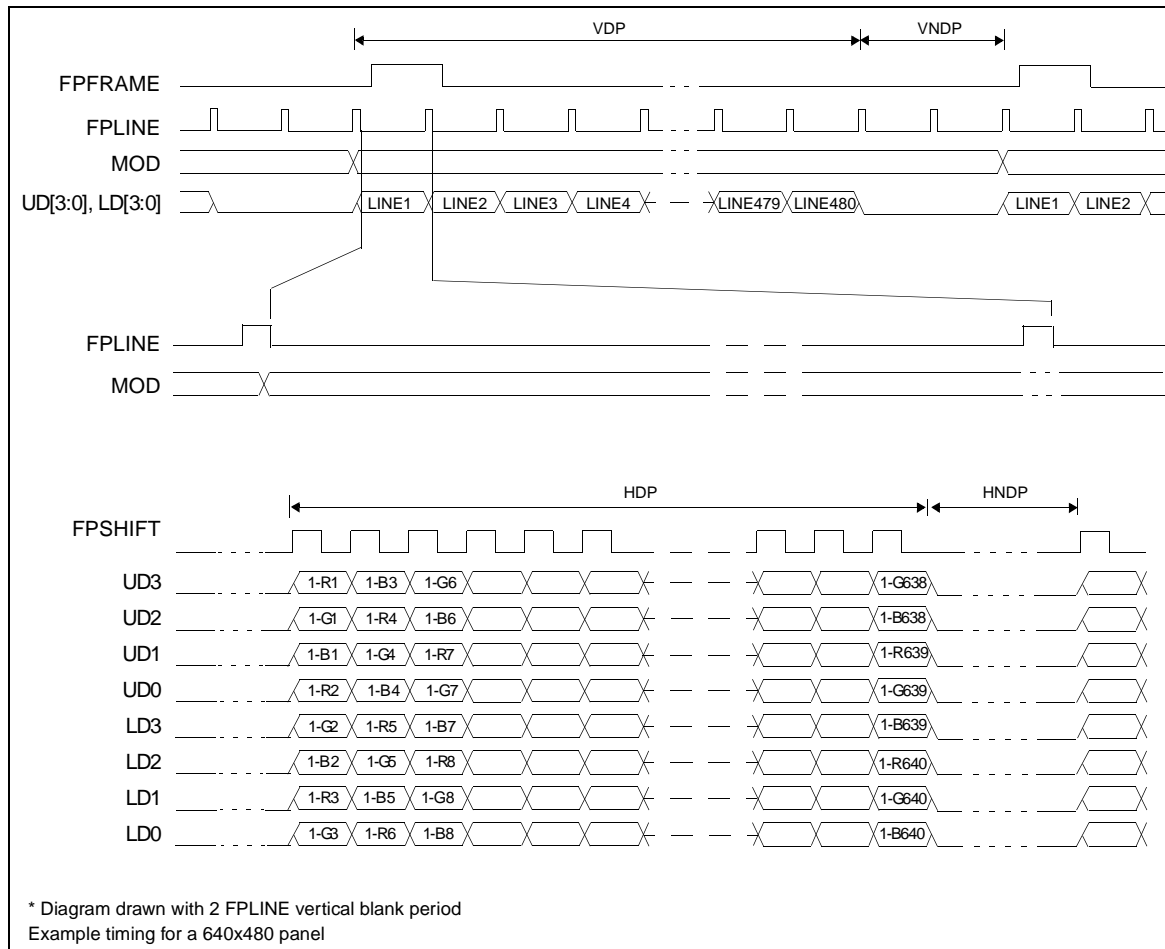 VDP VNDP
FPFRAME
FPLINE
MOD
UD[3:0], LD[3:0] LINE1 LINE2 LINE3 LINE4 LINE479 LINE480 LINE1 LINE2
FPLINE
MOD
HDP HNDP
FPSHIFT
UD3 1-R1 1-B3 1-G6 1-G638
UD2 1-G1 1-R4 1-B6 1-B638
UD1 1-B1 1-G4 1-R7 1-R639
UD0 1-R2 1-B4 1-G7 1-G639
LD3 1-G2 1-R5 1-B7 1-B639
LD2 1-B2 1-G5 1-R8 1-R640
LD1 1-R3 1-B5 1-G8 1-G640
LD0 1-G3 1-R6 1-B8 1-B640
* Diagram drawn with 2 FPLINE vertical blank period
Example timing for a 640x480 panel